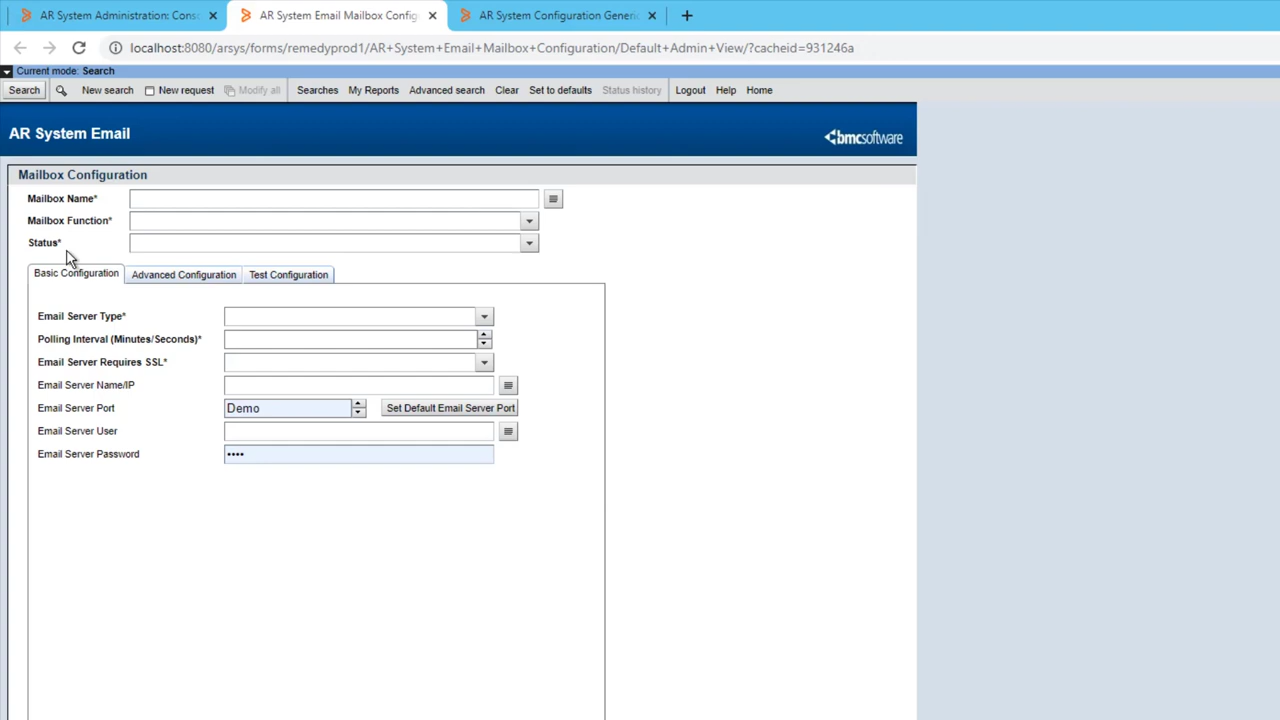 AR System Administration: Cons
AR System Email Mailbox Config
AR System Configuration Generic
localhost:8080/arsys/forms/remedyprod1/AR+System+Email+Mailbox+Configuration/Default+Admin+View/?cacheid=931246a
Current mode: Search
Search New search New request Modify all Searches My Reports Advanced search Clear Set to defaults Status history Logout Help Home
AR System Email
bmcsoftware
Mailbox Configuration
Mailbox Name*
Mailbox Function*
Status*
Basic Configuration Advanced Configuration Test Configuration
Email Server Type*
Polling Interval (Minutes/Seconds)*
Email Server Requires SSL*
Email Server Name/IP
Email Server Port Demo Set Default Email Server Port
Email Server User
Email Server Password ••••